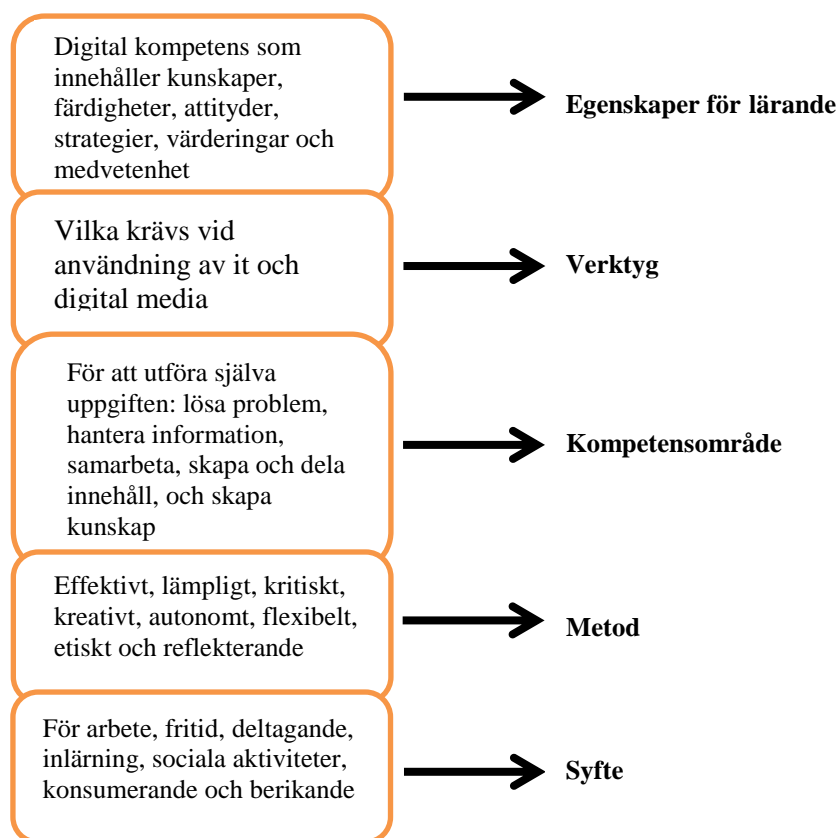 Digital kompetens som
innehåller kunskaper,
färdigheter, attityder,
strategier, värderingar och
medvetenhet
Egenskaper för lärande
Vilka krävs vid
användning av it och
digital media
Verktyg
För att utföra själva
uppgiften: lösa problem,
hantera information,
samarbeta, skapa och dela
innehåll, och skapa
kunskap
Kompetensområde
Effektivt, lämpligt, kritiskt,
kreativt, autonomt, flexibelt,
etiskt och reflekterande
Metod
För arbete, fritid, deltagande,
inlärning, sociala aktiviteter,
konsumerande och berikande
Syfte